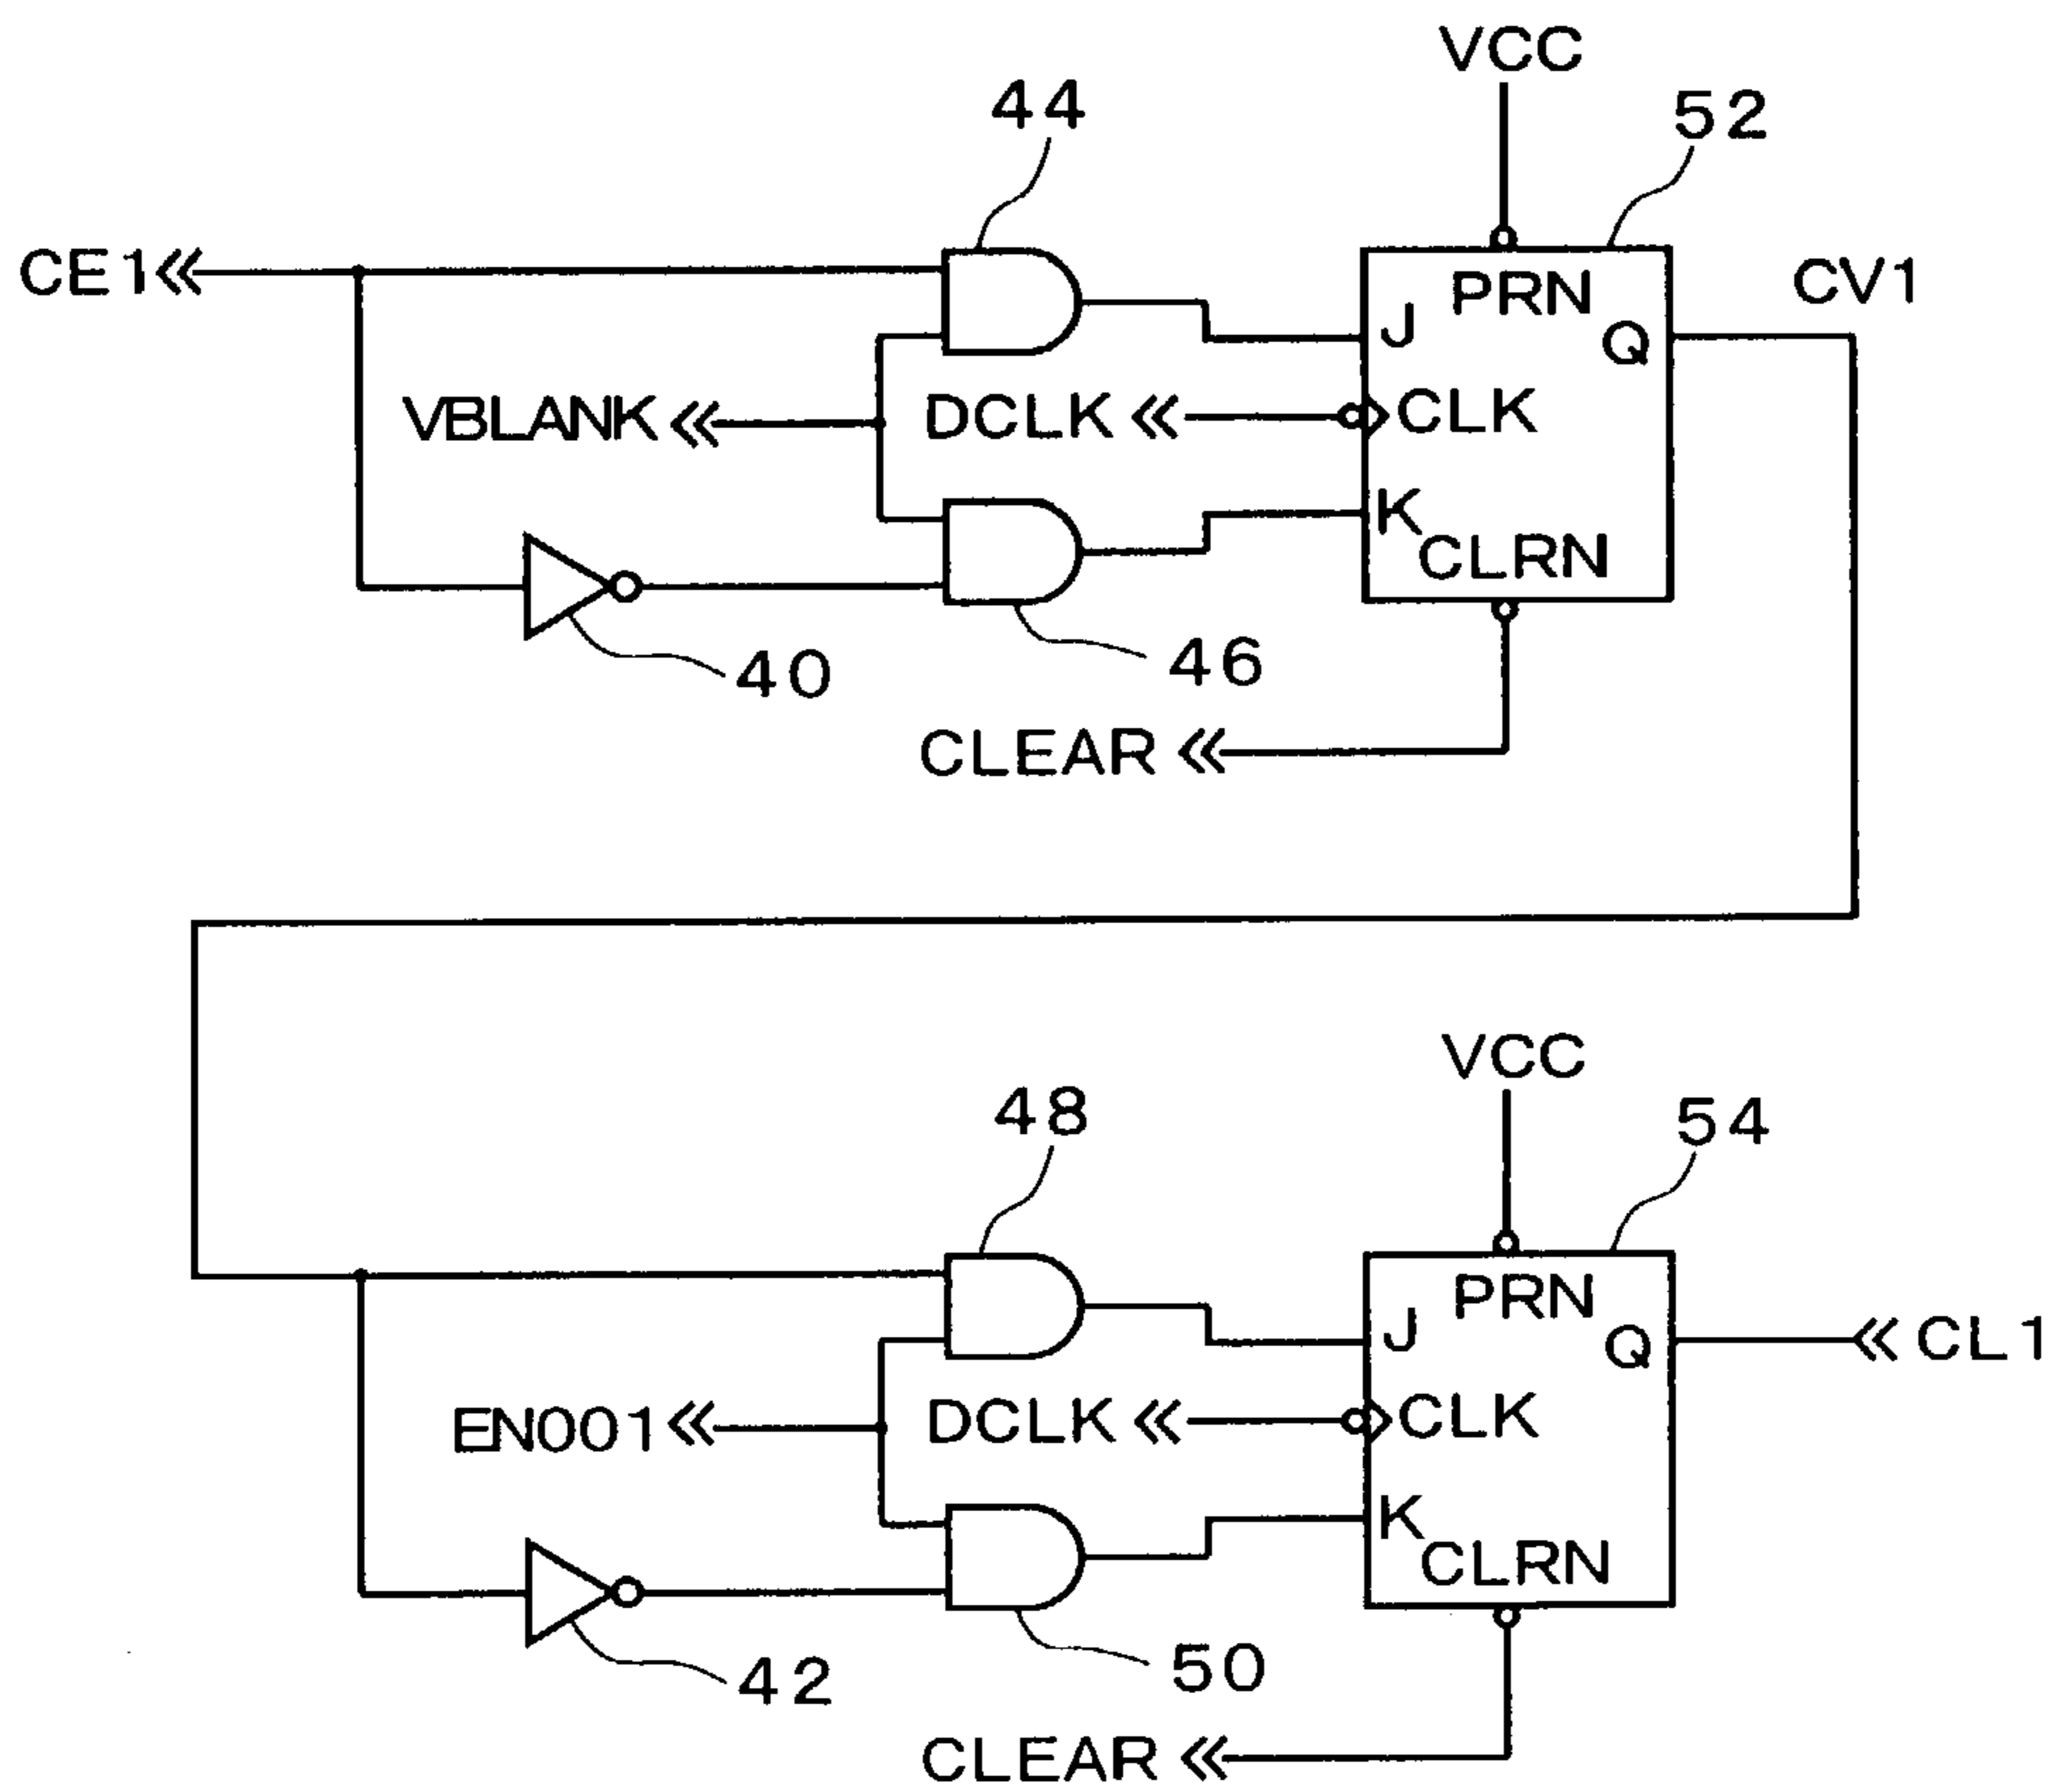 VCC
44
52
CE1
PRN
CV1
J
Q
VBLANK
DCLK
CLK
K
CLRN
40
46
CLEAR
VCC
48
54
PRN
J
Q
CL1
EN001
DCLK
CLK
K
CLRN
42
50
CLEAR